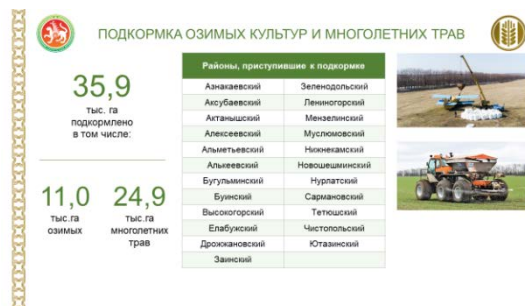 ПОДКОРМКА ОЗИМЫХ КУЛЬТУР И МНОГОЛЕТНИХ ТРАВ
35,9
тыс. га
подкормлено
в том числе:
11,0
тыс.га
озимых
24,9
тыс.га
многолетних
трав
Районы, приступившие к подкормке
Азнакаевский Зеленодольский
Аксубаевский Лениногорский
Актанышский Мензелинский
Алексеевский Муслюмовский
Альметьевский Нижнекамский
Алькеевский Новошешминский
Бугульминский Нурлатский
Буинский Сармановский
Высокогорский Тетюшский
Елабужский Чистопольский
Дрожжановский Ютазинский
Заинский